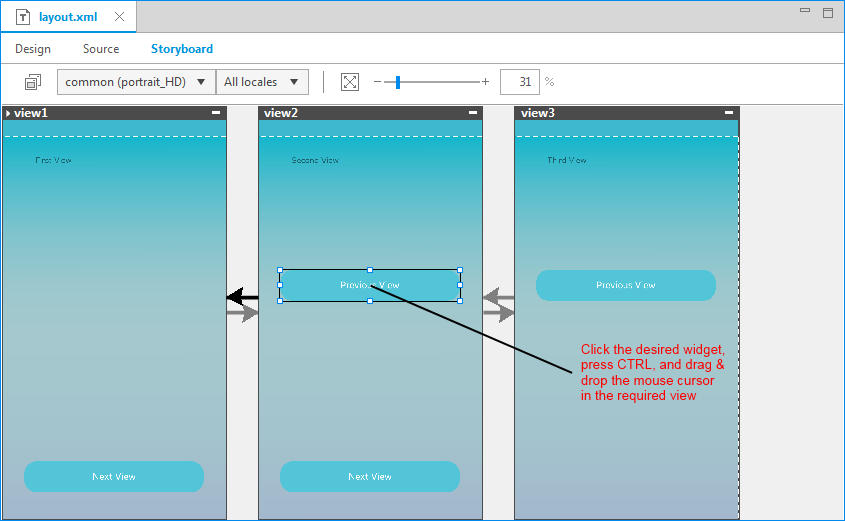 layout.xml
Design Source Storyboard
common (portrait_HD) All locales 31 %
view1 view2 view3
First View Second View Third View
Previous View Previous View
Click the desired widget,
press CTRL, and drag &
drop the mouse cursor
in the required view
Next View Next View